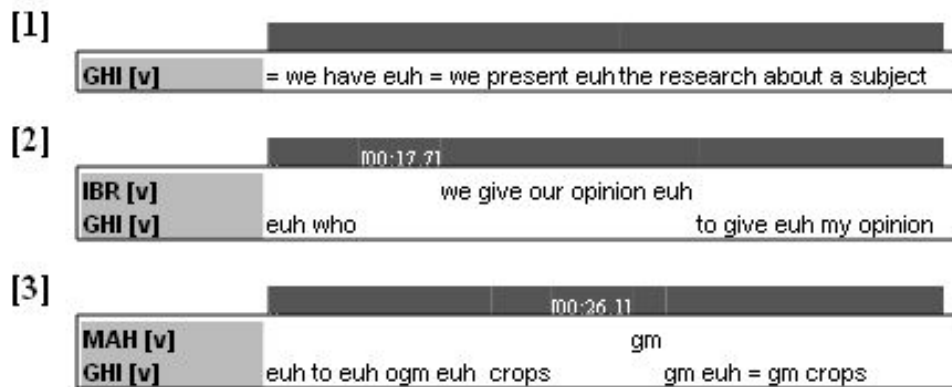 [1]
GHI [v] = we have euh = we present euh the research about a subject
[2]
[00:17.7]
IBR [v] we give our opinion euh
GHI [v] euh who to give euh my opinion
[3]
[00:26.1]
MAH [v] gm
GHI [v] euh to euh ogm euh crops gm euh = gm crops